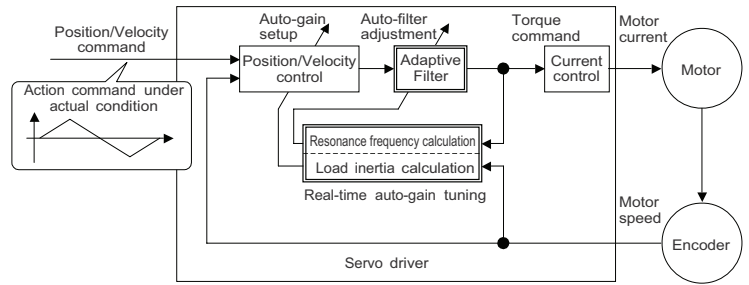 Position/Velocity
command
Action command under
actual condition
Auto-gain
setup
Auto-filter
adjustment
Torque
command
Motor
current
Position/Velocity
control
Adaptive
Filter
Current
control
Motor
Resonance frequency calculation
Load inertia calculation
Real-time auto-gain tuning
Motor
speed
Encoder
Servo driver